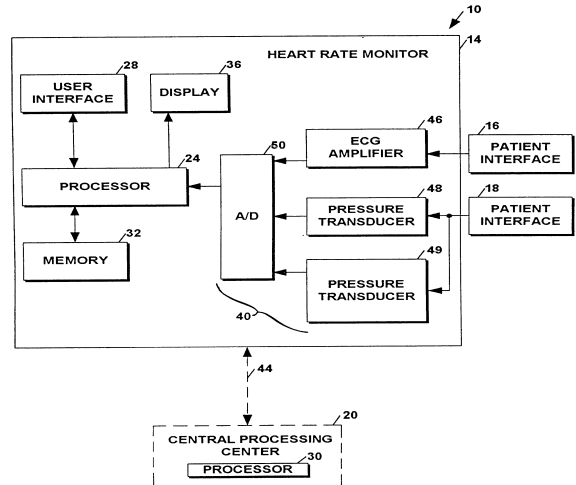 10
14
HEART RATE MONITOR
28
USER
INTERFACE
36
DISPLAY
46
ECG
AMPLIFIER
16
PATIENT
INTERFACE
50
A/D
24
PROCESSOR
48
PRESSURE
TRANSDUCER
18
PATIENT
INTERFACE
32
MEMORY
49
PRESSURE
TRANSDUCER
40
44
20
CENTRAL PROCESSING
CENTER
30
PROCESSOR